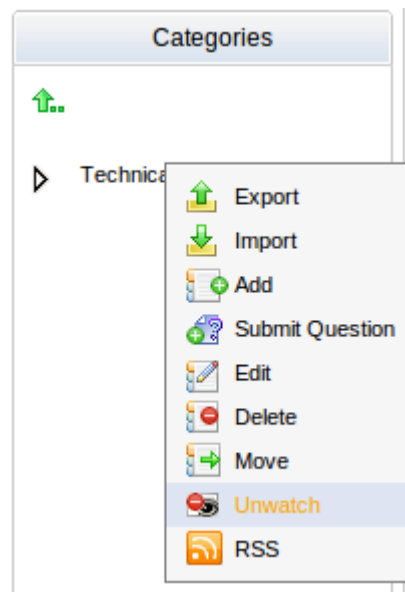 Categories
..
Technica
Export
Import
Add
Submit Question
Edit
Delete
Move
Unwatch
RSS